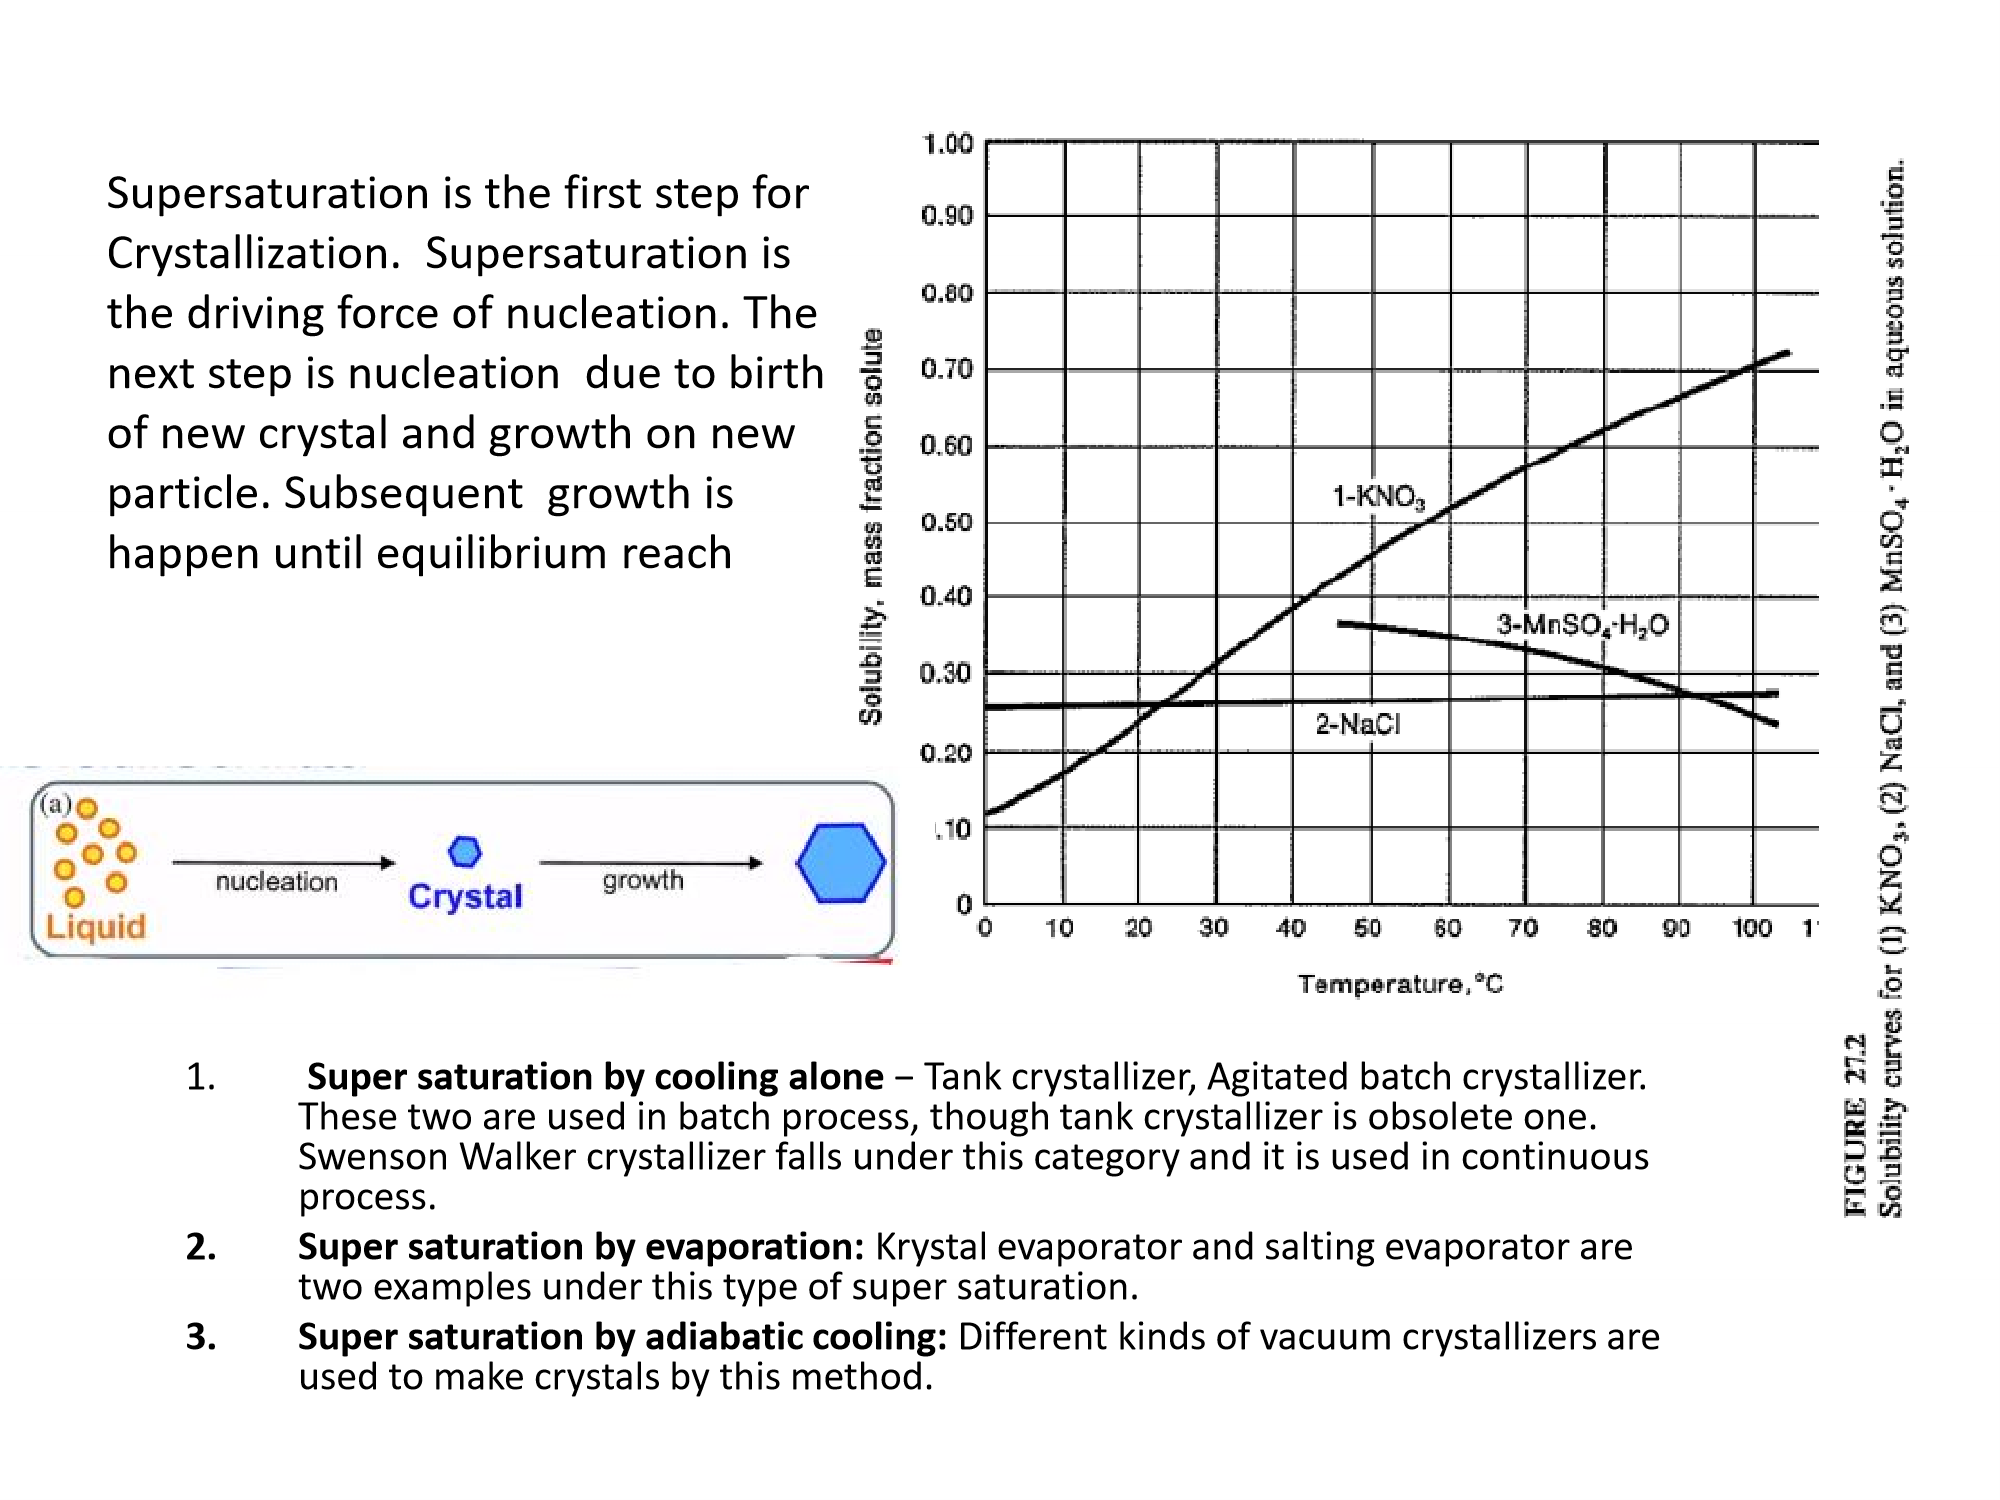 Supersaturation is the first step for
Crystallization.  Supersaturation is
the driving force of nucleation. The
next step is nucleation  due to birth
of new crystal and growth on new
particle. Subsequent  growth is
happen until equilibrium reach
Solubility, mass fraction solute
1.00
0.90
0.80
0.70
0.60
0.50
0.40
0.30
0.20
.10
0
1-KNO₃
3-MnSO₄·H₂O
2-NaCl
0 10 20 30 40 50 60 70 80 90 100 1
Temperature, °C
FIGURE 27.2
Solubility curves for (1) KNO₃, (2) NaCl, and (3) MnSO₄ · H₂O in aqueous solution.
(a)
Liquid
nucleation
Crystal
growth
1. Super saturation by cooling alone – Tank crystallizer, Agitated batch crystallizer.
These two are used in batch process, though tank crystallizer is obsolete one.
Swenson Walker crystallizer falls under this category and it is used in continuous
process.
2. Super saturation by evaporation: Krystal evaporator and salting evaporator are
two examples under this type of super saturation.
3. Super saturation by adiabatic cooling: Different kinds of vacuum crystallizers are
used to make crystals by this method.